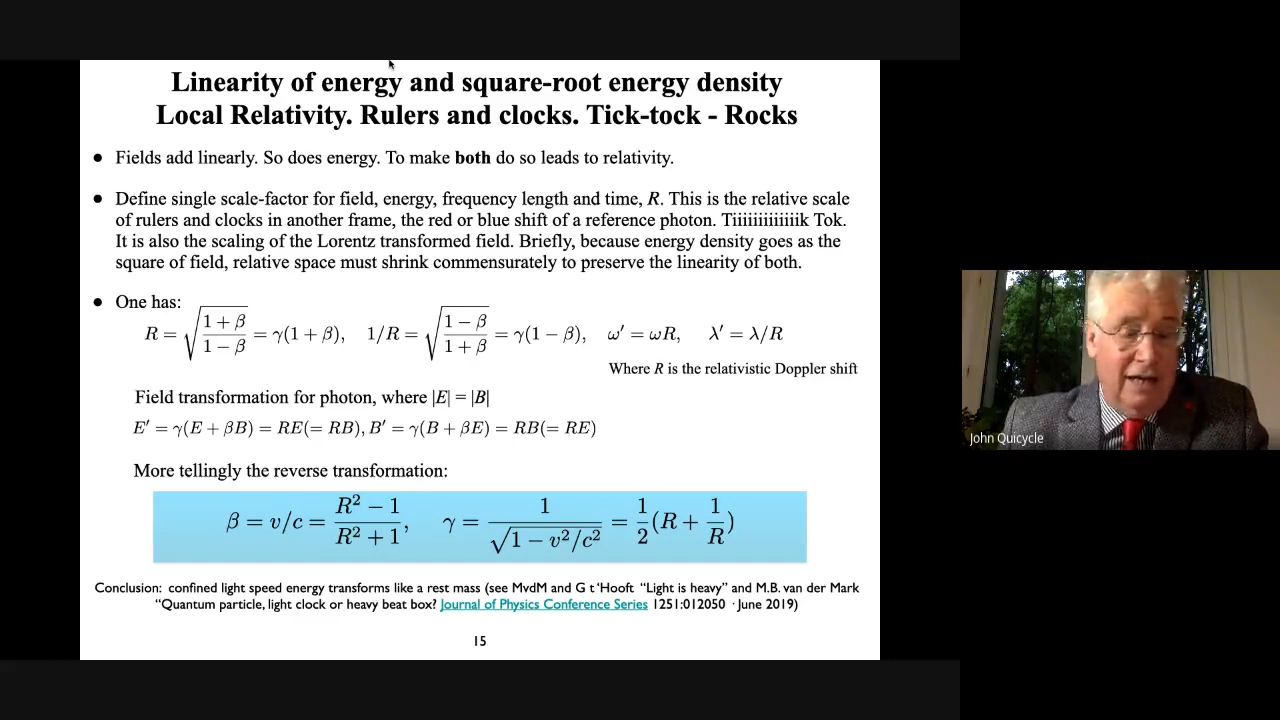 Linearity of energy and square-root energy density
Local Relativity. Rulers and clocks. Tick-tock - Rocks
• Fields add linearly. So does energy. To make both do so leads to relativity.
• Define single scale-factor for field, energy, frequency length and time, R. This is the relative scale
of rulers and clocks in another frame, the red or blue shift of a reference photon. Tiiiiiiiiiiiik Tok.
It is also the scaling of the Lorentz transformed field. Briefly, because energy density goes as the
square of field, relative space must shrink commensurately to preserve the linearity of both.
• One has:
R = √((1 + β)/(1 − β)) = γ(1 + β), 1/R = √((1 − β)/(1 + β)) = γ(1 − β), ω′ = ωR, λ′ = λ/R
Where R is the relativistic Doppler shift
Field transformation for photon, where |E| = |B|
E′ = γ(E + βB) = RE(= RB), B′ = γ(B + βE) = RB(= RE)
More tellingly the reverse transformation:
β = v/c = (R² − 1)/(R² + 1), γ = 1/√(1 − v²/c²) = 1/2(R + 1/R)
Conclusion: confined light speed energy transforms like a rest mass (see MvdM and G t 'Hooft "Light is heavy" and M.B. van der Mark
"Quantum particle, light clock or heavy beat box? Journal of Physics Conference Series 1251:012050 · June 2019)
15
John Quicycle